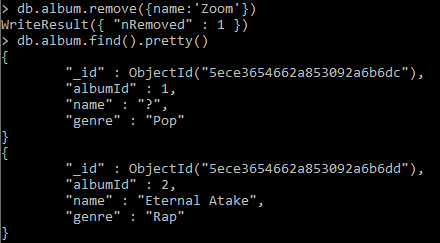 > db.album.remove({name:'Zoom'})
WriteResult({ "nRemoved" : 1 })
> db.album.find().pretty()
{
        "_id" : ObjectId("5ece3654662a853092a6b6dc"),
        "albumId" : 1,
        "name" : "?",
        "genre" : "Pop"
}
{
        "_id" : ObjectId("5ece3654662a853092a6b6dd"),
        "albumId" : 2,
        "name" : "Eternal Atake",
        "genre" : "Rap"
}